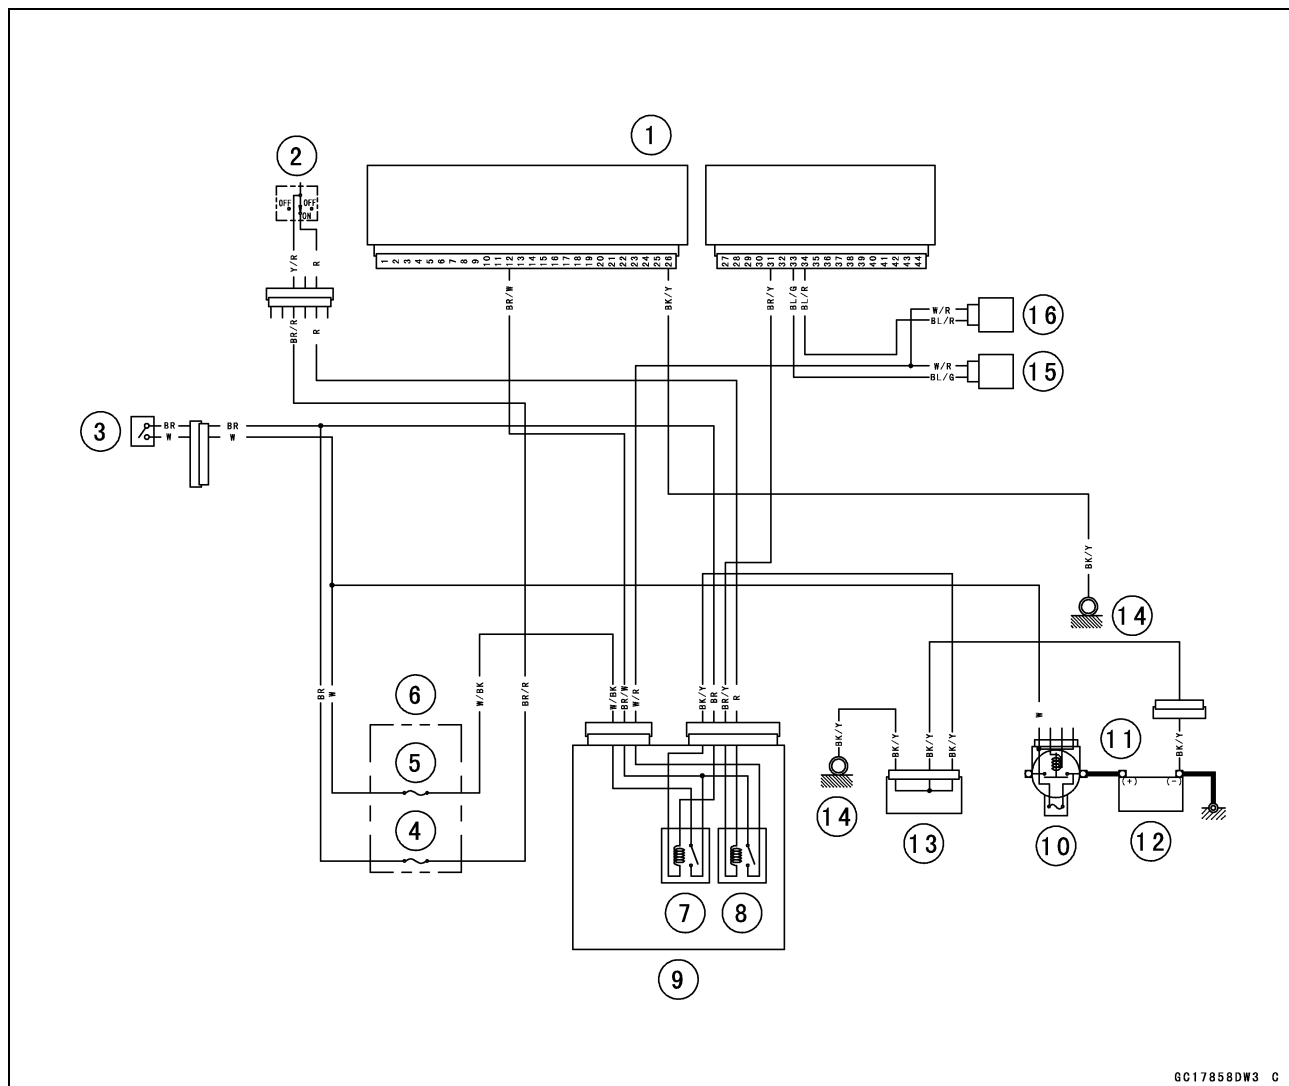 1
2
OFF OFF
ON
Y/R R
1 2 3 4 5 6 7 8 9 10 11 12 13 14 15 16 17 18 19 20 21 22 23 24 25 26
27 28 29 30 31 32 33 34 35 36 37 38 39 40 41 42 43 44
BR/W BK/Y BR/Y BL/G BL/R
BR/R R
W/R
BL/R
16
W/R
BL/G
15
3
BR BR
W W
BK/Y
14
6
BR W W/BK BR/R W/BK BR/W W/R BK/Y BR BR/Y R
5
4
BK/Y BK/Y BK/Y BK/Y W BK/Y
11
(+) (-)
14
13
10
12
7
8
9
GC17858DW3 C